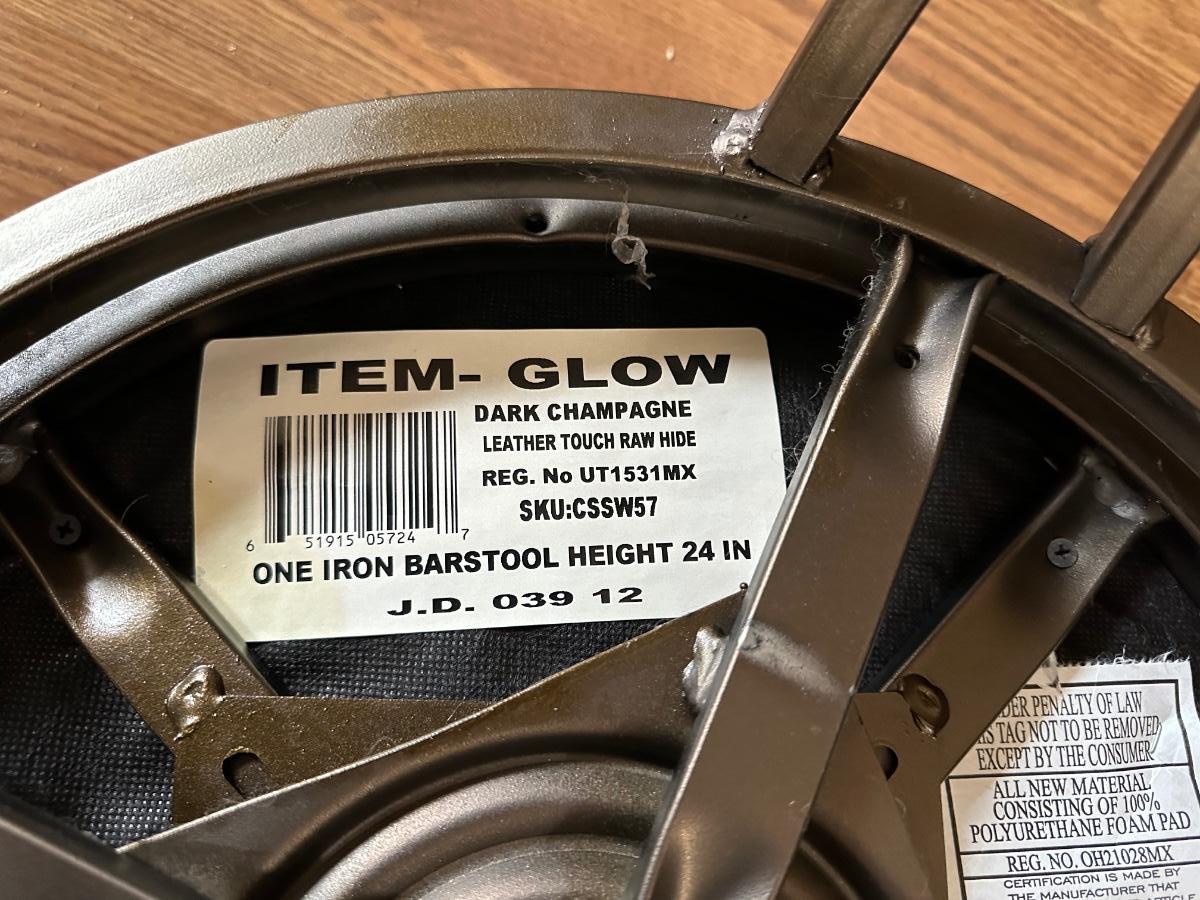 ITEM- GLOW
DARK CHAMPAGNE
LEATHER TOUCH RAW HIDE
REG. No UT1531MX
SKU:CSSW57
6 51915 05724 7
ONE IRON BARSTOOL HEIGHT 24 IN
J.D. 039 12
PENALTY OF LAW
TAG NOT TO BE REMOVED
EXCEPT BY THE CONSUMER
ALL NEW MATERIAL
CONSISTING OF 100%
POLYURETHANE FOAM PAD
REG. NO. OH21028MX
CERTIFICATION IS MADE BY
THE MANUFACTURER THAT